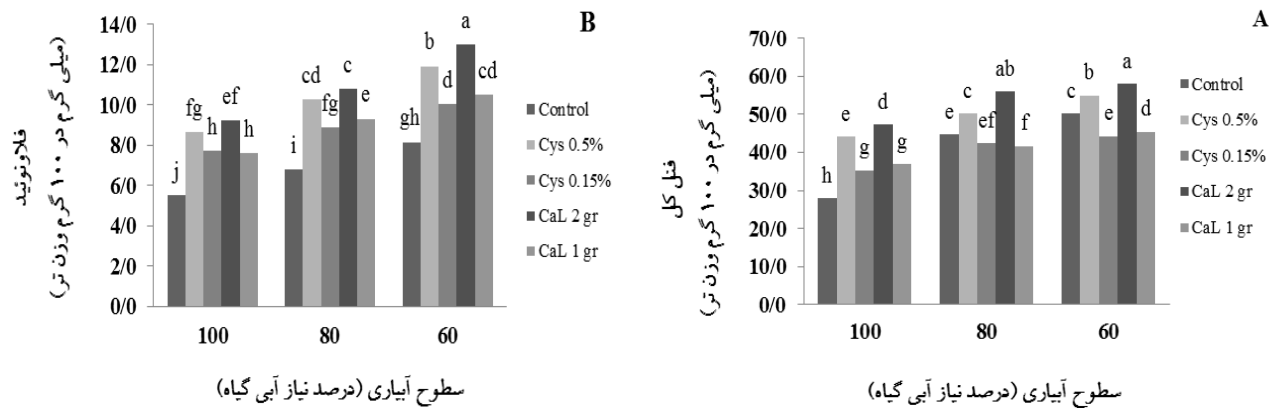 B
فلاونوئید
(میلی گرم در ۱۰۰ گرم وزن تر)
14/0
12/0
10/0
8/0
6/0
4/0
2/0
0/0
j fg h ef h
i cd fg c e
gh b d a cd
100 80 60
سطوح آبیاری (درصد نیاز آبی گیاه)
Control
Cys 0.5%
Cys 0.15%
CaL 2 gr
CaL 1 gr
A
فنل کل
(میلی گرم در ۱۰۰ گرم وزن تر)
70/0
60/0
50/0
40/0
30/0
20/0
10/0
0/0
h e g d g
e c ef ab f
c b e a d
100 80 60
سطوح آبیاری (درصد نیاز آبی گیاه)
Control
Cys 0.5%
Cys 0.15%
CaL 2 gr
CaL 1 gr